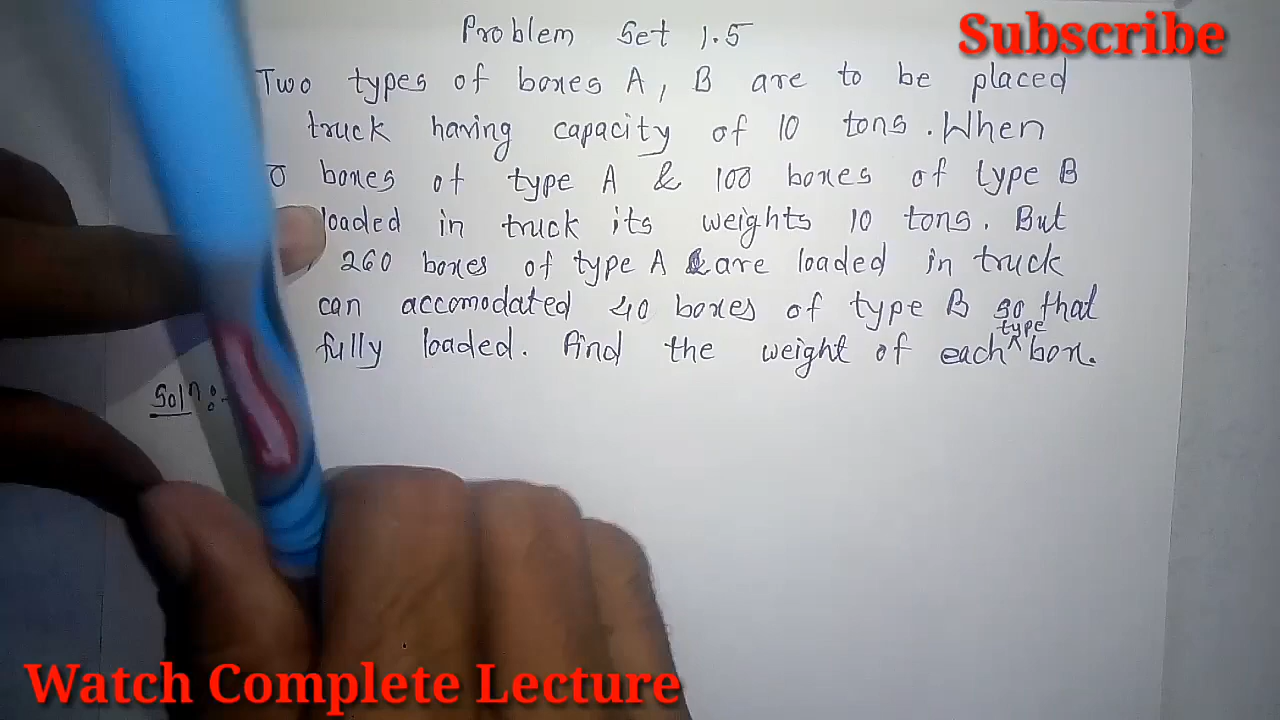 Problem Set 1.5
Subscribe
Two types of boxes A, B are to be placed
truck having capacity of 10 tons. When
0 boxes of type A & 100 boxes of type B
loaded in truck its weights 10 tons. But
260 boxes of type A are loaded in truck
can accomodated 40 boxes of type B so that
fully loaded. Find the weight of each type box.
Soln:-
Watch Complete Lecture